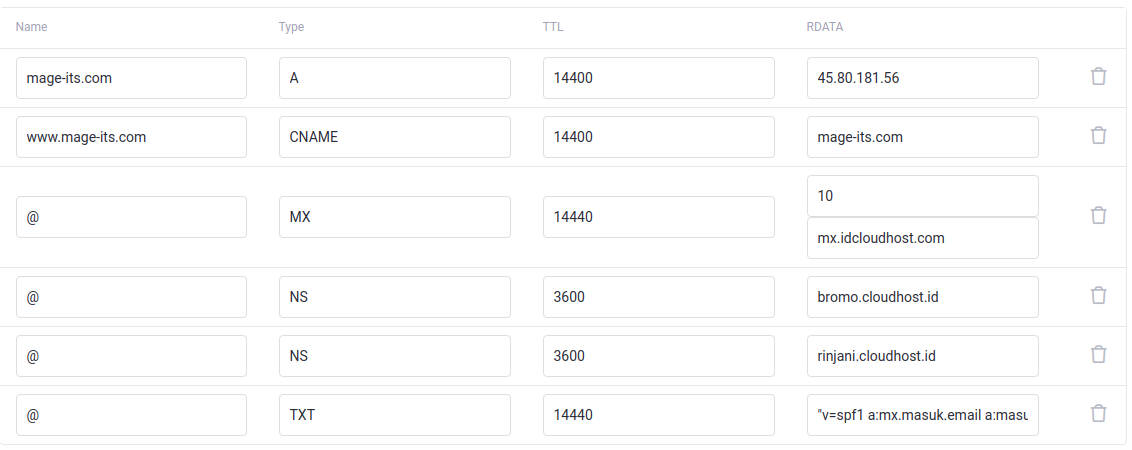 Name Type TTL RDATA
mage-its.com A 14400 45.80.181.56
www.mage-its.com CNAME 14400 mage-its.com
10
@ MX 14440
mx.idcloudhost.com
@ NS 3600 bromo.cloudhost.id
@ NS 3600 rinjani.cloudhost.id
@ TXT 14440 "v=spf1 a:mx.masuk.email a:masu